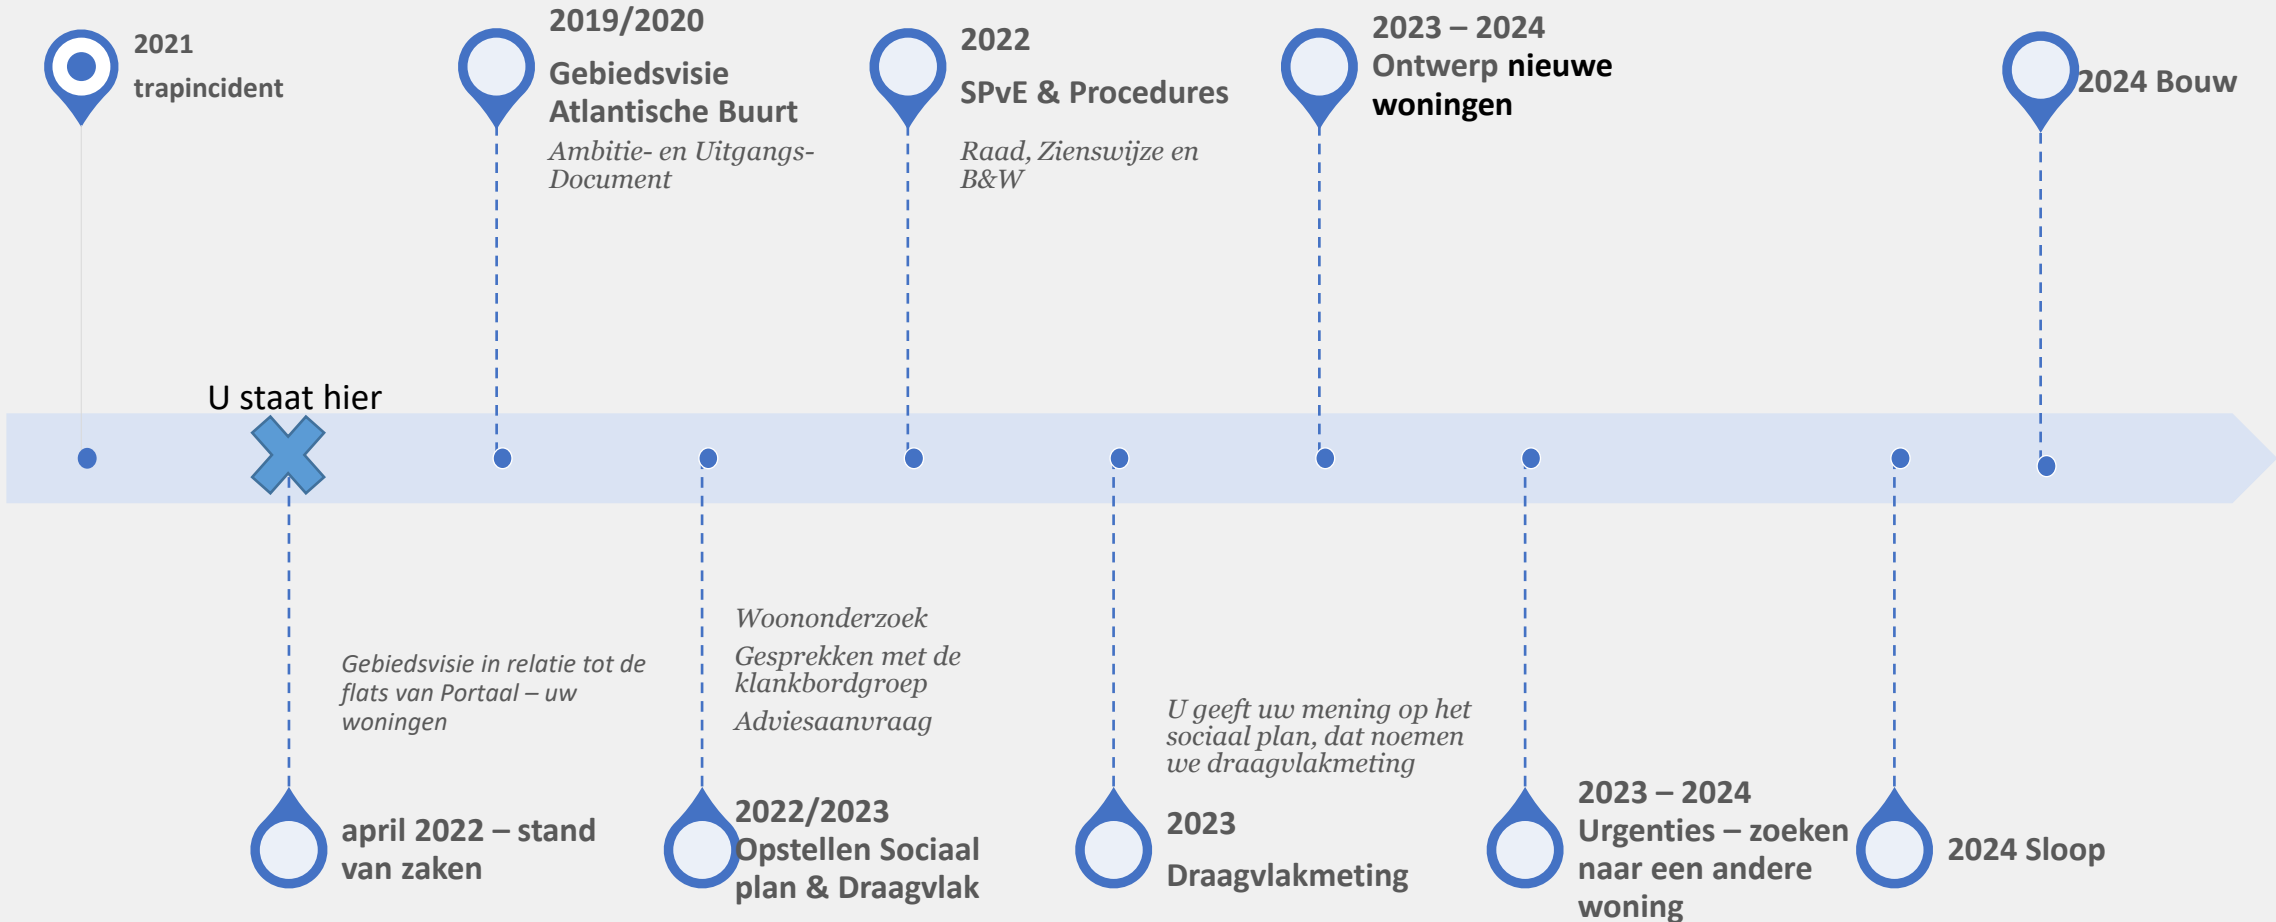 2021
trapincident
2019/2020
Gebiedsvisie
Atlantische Buurt
Ambitie- en Uitgangs-
Document
2022
SPvE & Procedures
Raad, Zienswijze en
B&W
2023 – 2024
Ontwerp nieuwe
woningen
2024 Bouw
U staat hier
Gebiedsvisie in relatie tot de
flats van Portaal – uw
woningen
april 2022 – stand
van zaken
Woononderzoek
Gesprekken met de
klankbordgroep
Adviesaanvraag
2022/2023
Opstellen Sociaal
plan & Draagvlak
U geeft uw mening op het
sociaal plan, dat noemen
we draagvlakmeting
2023
Draagvlakmeting
2023 – 2024
Urgenties – zoeken
naar een andere
woning
2024 Sloop